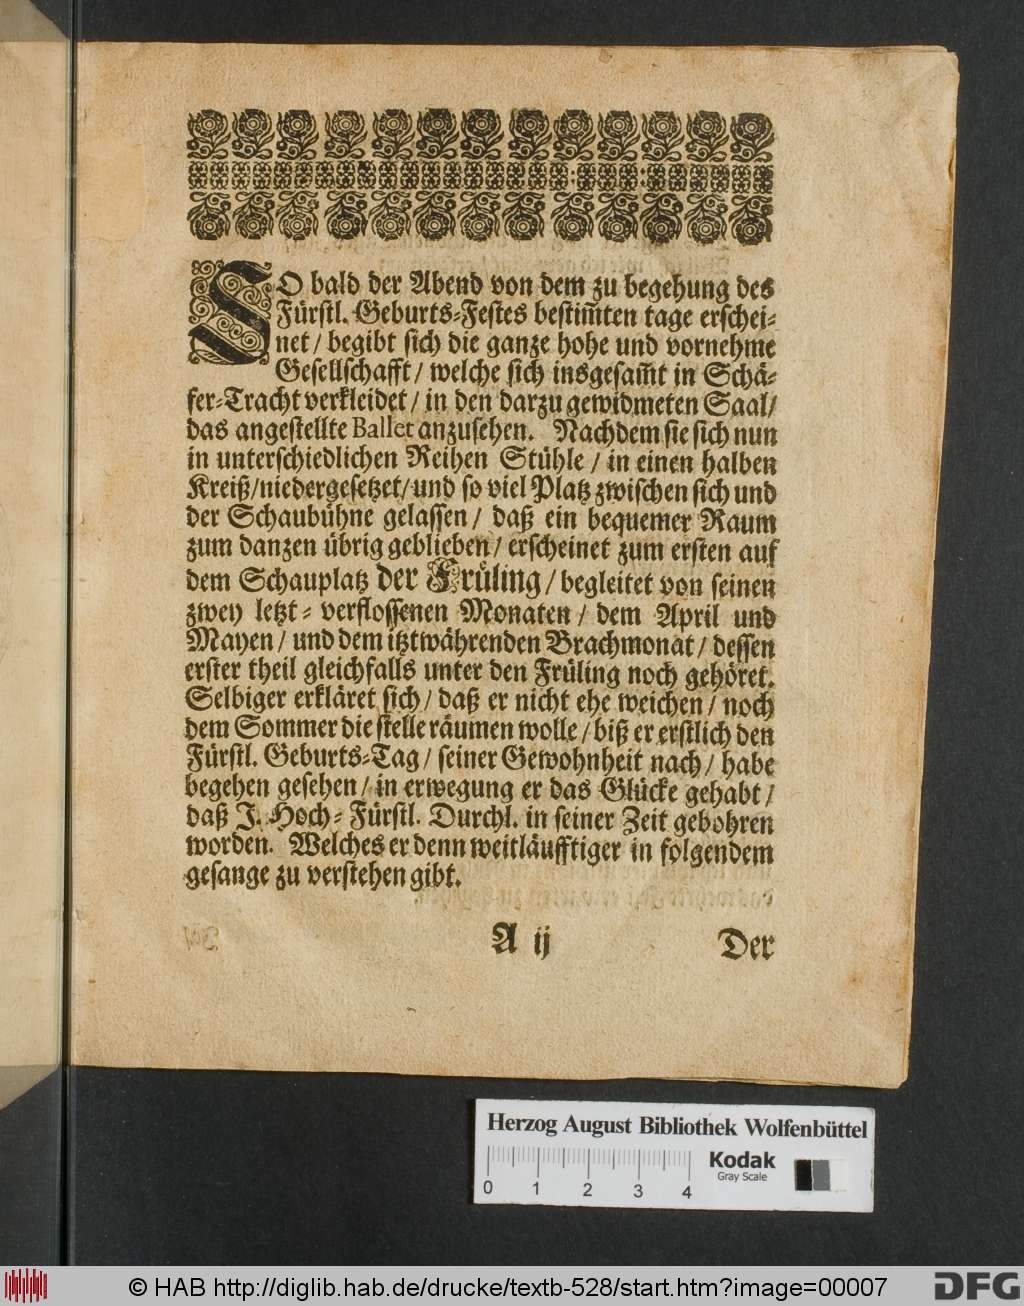 SO bald der Abend von dem zu begehung des
Fürstl. Geburts-Festes bestim̃ten tage erschei-
net / begibt sich die ganze hohe und vornehme
Gesellschafft / welche sich insgesam̃t in Schä-
fer-Tracht verkleidet / in den darzu gewidmeten Saal /
das angestellte Ballet anzusehen. Nachdem sie sich nun
in unterschiedlichen Reihen Stühle / in einen halben
Kreiß / niedergesetzet / und so viel Platz zwischen sich und
der Schaubühne gelassen / daß ein bequemer Raum
zum danzen übrig geblieben / erscheinet zum ersten auf
dem Schauplatz der Früling / begleitet von seinen
zwey letzt-verflossenen Monaten / dem April und
Mayen / und dem itztwährenden Brachmonat / dessen
erster theil gleichfalls unter den Früling noch gehöret.
Selbiger erkläret sich / daß er nicht ehe weichen / noch
dem Sommer die stelle räumen wolle / biß er erstlich den
Fürstl. Geburts-Tag / seiner Gewohnheit nach / habe
begehen gesehen / in erwegung er das Glücke gehabt /
daß J. Hoch-Fürstl. Durchl. in seiner Zeit gebohren
worden. Welches er denn weitläufftiger in folgendem
gesange zu verstehen gibt.
A ij Der
Herzog August Bibliothek Wolfenbüttel
Kodak
Gray Scale
0 1 2 3 4
© HAB http://diglib.hab.de/drucke/textb-528/start.htm?image=00007
DFG